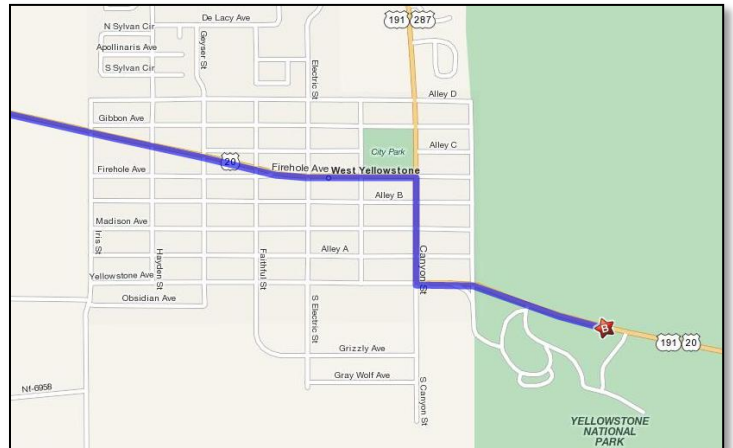 De Lacy Ave
N Sylvan Cir
191 287
Apollinaris Ave
Geyser St
Electric St
S Sylvan Cir
Alley D
Gibbon Ave
City Park
Alley C
20
Firehole Ave
Firehole Ave
West Yellowstone
Alley B
Madison Ave
Iris St
Hayden St
Faithful St
Alley A
Canyon St
Yellowstone Ave
Obsidian Ave
S Electric St
B
191 20
Grizzly Ave
Gray Wolf Ave
S Canyon St
Nf-6958
YELLOWSTONE
NATIONAL
PARK